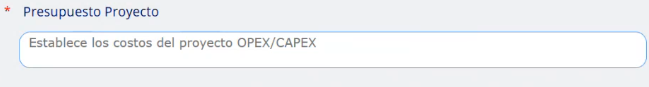 * Presupuesto Proyecto
Establece los costos del proyecto OPEX/CAPEX